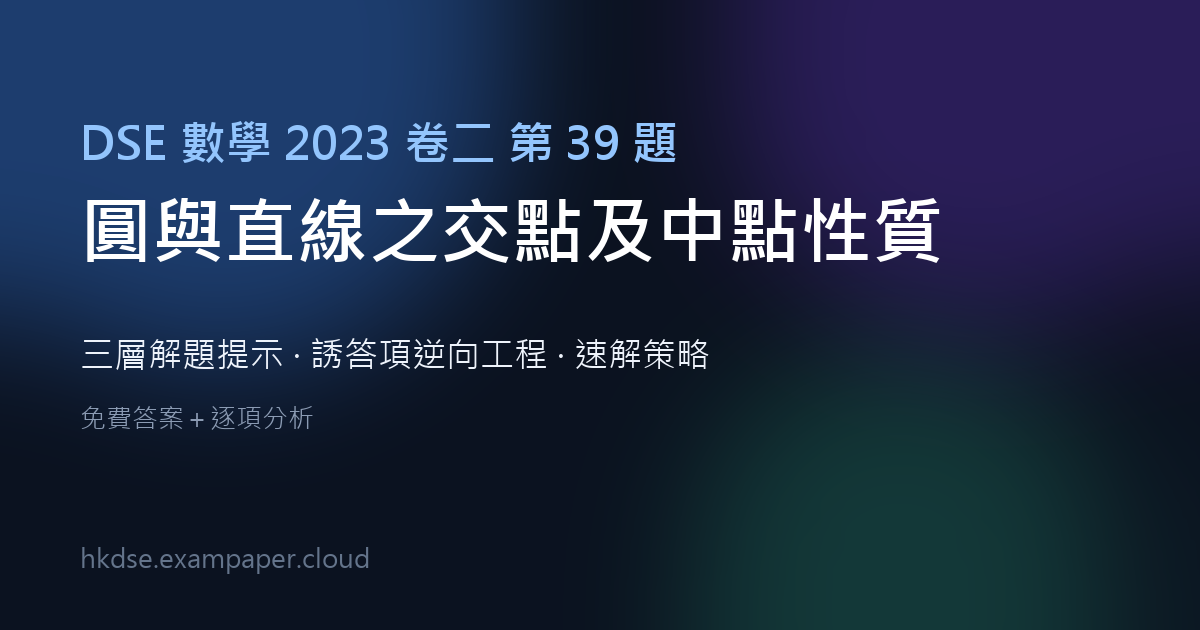 DSE 數學 2023 卷二 第 39 題
圓與直線之交點及中點性質
三層解題提示 · 誘答項逆向工程 · 速解策略
免費答案 + 逐項分析
hkdse.exampaper.cloud